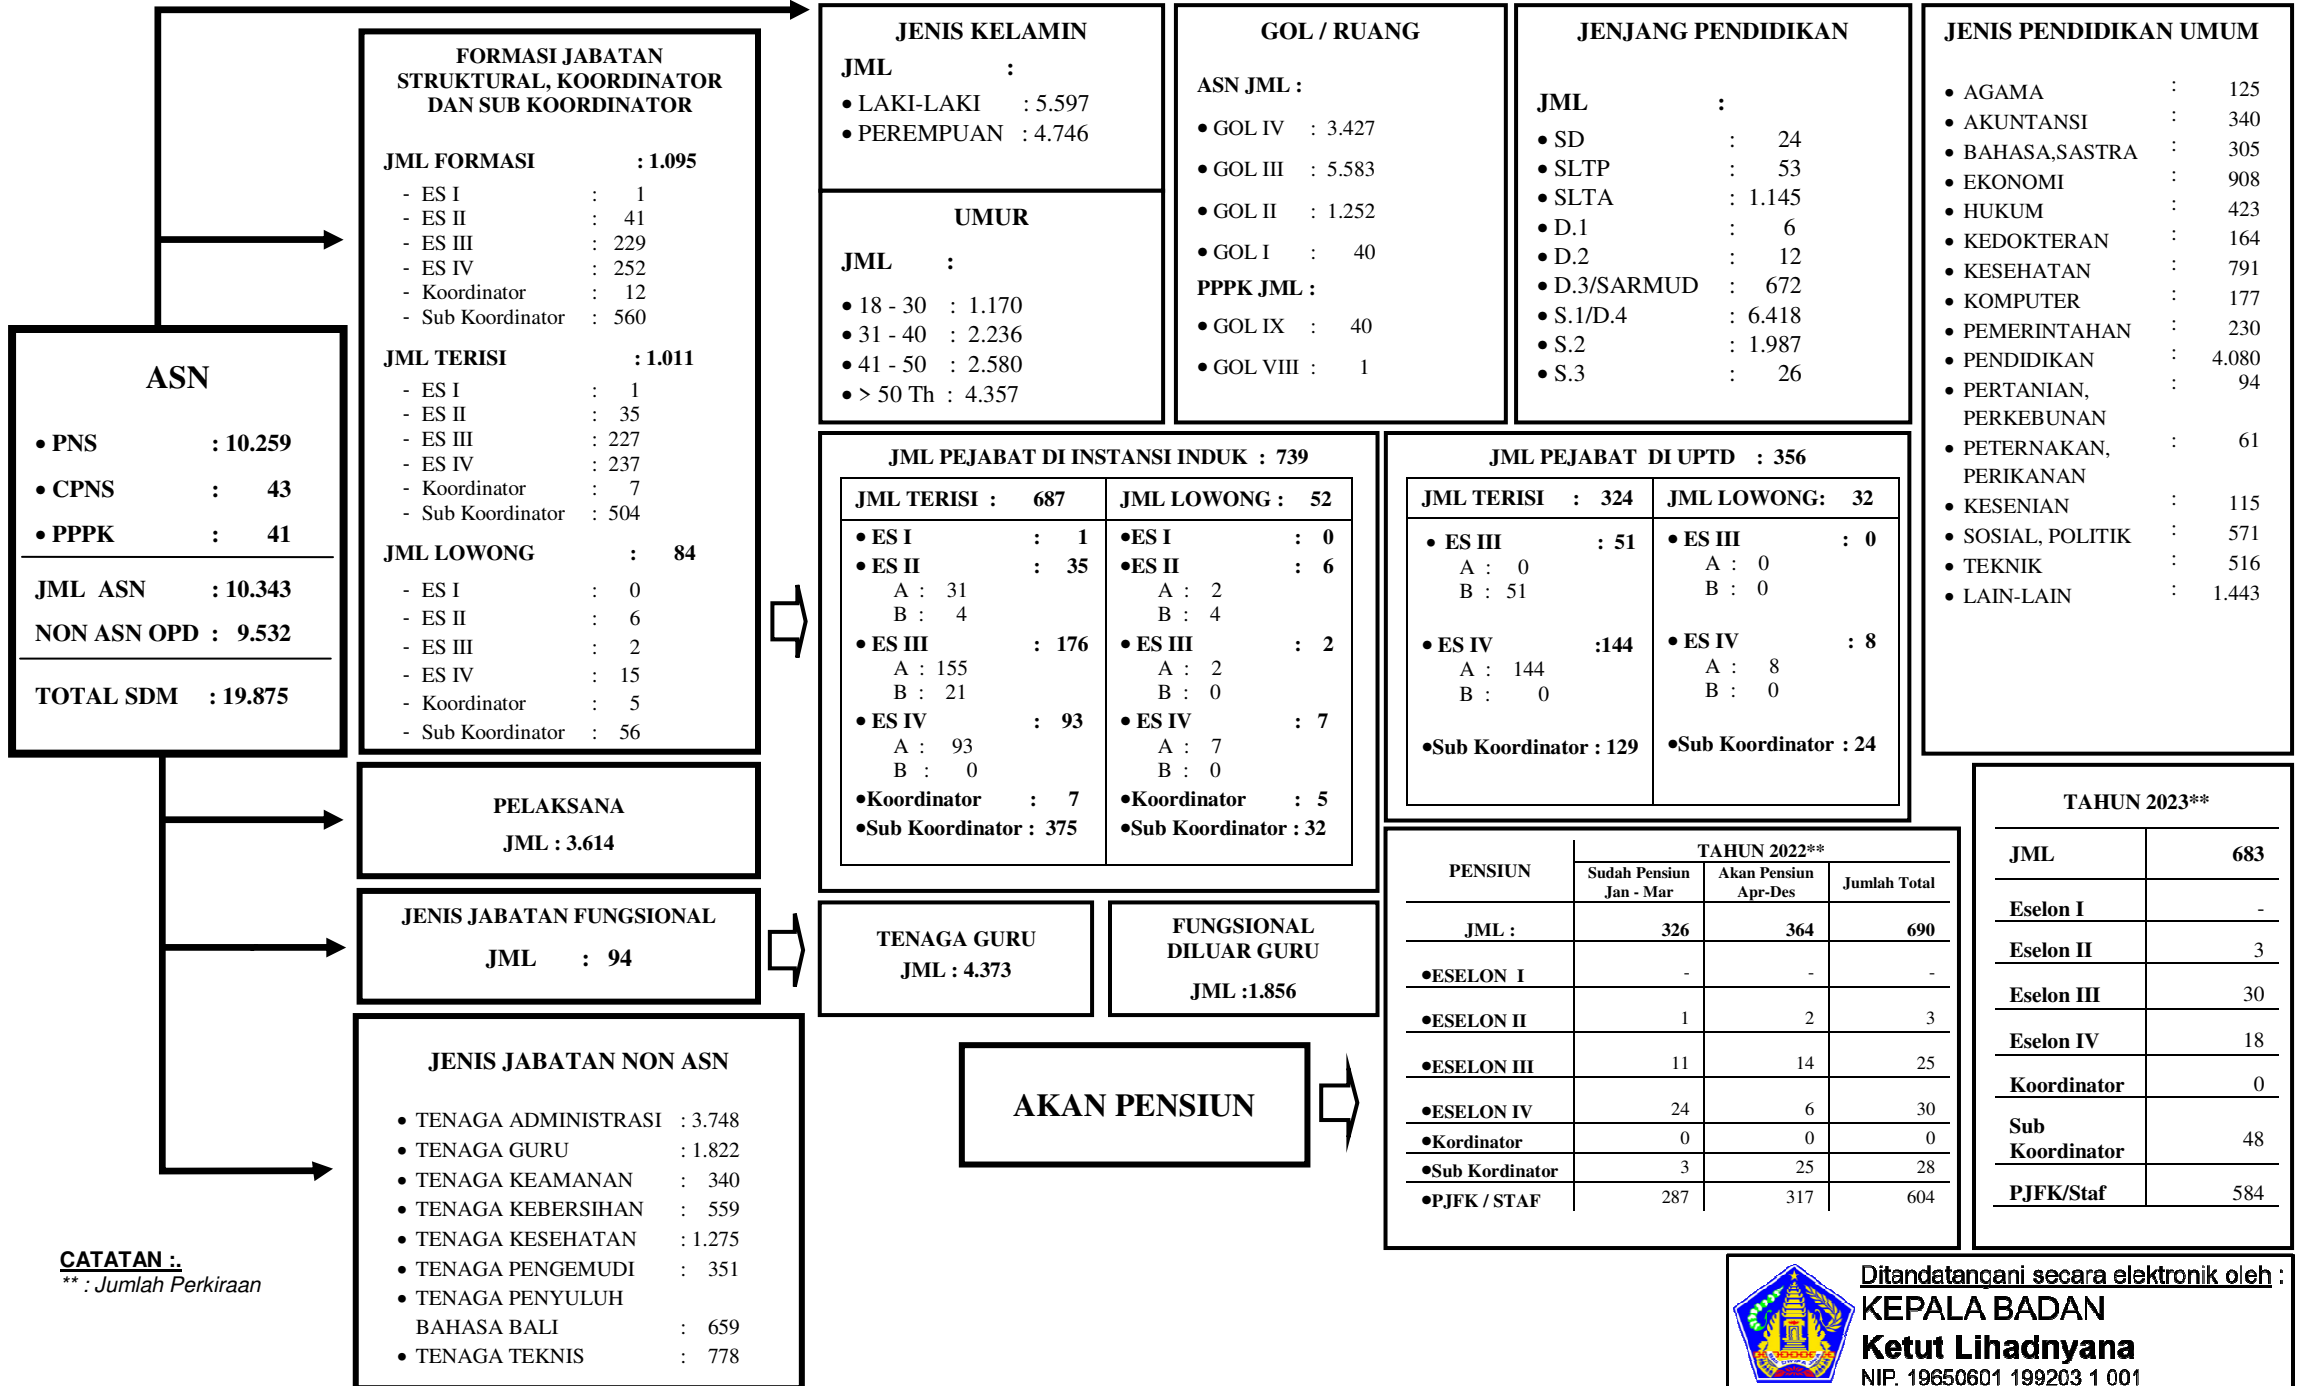 ASN
• PNS : 10.259
• CPNS : 43
• PPPK : 41
JML ASN : 10.343
NON ASN OPD : 9.532
TOTAL SDM : 19.875
FORMASI JABATAN
STRUKTURAL, KOORDINATOR
DAN SUB KOORDINATOR
JML FORMASI : 1.095
- ES I : 1
- ES II : 41
- ES III : 229
- ES IV : 252
- Koordinator : 12
- Sub Koordinator : 560
JML TERISI : 1.011
- ES I : 1
- ES II : 35
- ES III : 227
- ES IV : 237
- Koordinator : 7
- Sub Koordinator : 504
JML LOWONG : 84
- ES I : 0
- ES II : 6
- ES III : 2
- ES IV : 15
- Koordinator : 5
- Sub Koordinator : 56
PELAKSANA
JML : 3.614
JENIS JABATAN FUNGSIONAL
JML : 94
JENIS JABATAN NON ASN
• TENAGA ADMINISTRASI : 3.748
• TENAGA GURU : 1.822
• TENAGA KEAMANAN : 340
• TENAGA KEBERSIHAN : 559
• TENAGA KESEHATAN : 1.275
• TENAGA PENGEMUDI : 351
• TENAGA PENYULUH
BAHASA BALI : 659
• TENAGA TEKNIS : 778
JENIS KELAMIN
JML :
• LAKI-LAKI : 5.597
• PEREMPUAN : 4.746
UMUR
JML :
• 18 - 30 : 1.170
• 31 - 40 : 2.236
• 41 - 50 : 2.580
• > 50 Th : 4.357
GOL / RUANG
ASN JML :
• GOL IV : 3.427
• GOL III : 5.583
• GOL II : 1.252
• GOL I : 40
PPPK JML :
• GOL IX : 40
• GOL VIII : 1
JENJANG PENDIDIKAN
JML :
• SD : 24
• SLTP : 53
• SLTA : 1.145
• D.1 : 6
• D.2 : 12
• D.3/SARMUD : 672
• S.1/D.4 : 6.418
• S.2 : 1.987
• S.3 : 26
JENIS PENDIDIKAN UMUM
• AGAMA : 125
• AKUNTANSI : 340
• BAHASA,SASTRA : 305
• EKONOMI : 908
• HUKUM : 423
• KEDOKTERAN : 164
• KESEHATAN : 791
• KOMPUTER : 177
• PEMERINTAHAN : 230
• PENDIDIKAN : 4.080
• PERTANIAN, : 94
PERKEBUNAN
• PETERNAKAN, : 61
PERIKANAN
• KESENIAN : 115
• SOSIAL, POLITIK : 571
• TEKNIK : 516
• LAIN-LAIN : 1.443
JML PEJABAT DI INSTANSI INDUK : 739
JML TERISI : 687
• ES I : 1
• ES II : 35
A : 31
B : 4
• ES III : 176
A : 155
B : 21
• ES IV : 93
A : 93
B : 0
•Koordinator : 7
•Sub Koordinator : 375
JML LOWONG : 52
•ES I : 0
•ES II : 6
A : 2
B : 4
• ES III : 2
A : 2
B : 0
• ES IV : 7
A : 7
B : 0
•Koordinator : 5
•Sub Koordinator : 32
JML PEJABAT DI UPTD : 356
JML TERISI : 324
• ES III : 51
A : 0
B : 51
• ES IV :144
A : 144
B : 0
•Sub Koordinator : 129
JML LOWONG: 32
• ES III : 0
A : 0
B : 0
• ES IV : 8
A : 8
B : 0
•Sub Koordinator : 24
TENAGA GURU
JML : 4.373
FUNGSIONAL
DILUAR GURU
JML :1.856
AKAN PENSIUN
PENSIUN
TAHUN 2022**
Sudah Pensiun Akan Pensiun Jumlah Total
Jan - Mar Apr-Des
JML : 326 364 690
•ESELON I - - -
•ESELON II 1 2 3
•ESELON III 11 14 25
•ESELON IV 24 6 30
•Kordinator 0 0 0
•Sub Kordinator 3 25 28
•PJFK / STAF 287 317 604
TAHUN 2023**
JML 683
Eselon I -
Eselon II 3
Eselon III 30
Eselon IV 18
Koordinator 0
Sub
Koordinator 48
PJFK/Staf 584
CATATAN :.
** : Jumlah Perkiraan
Ditandatangani secara elektronik oleh :
KEPALA BADAN
Ketut Lihadnyana
NIP. 19650601 199203 1 001